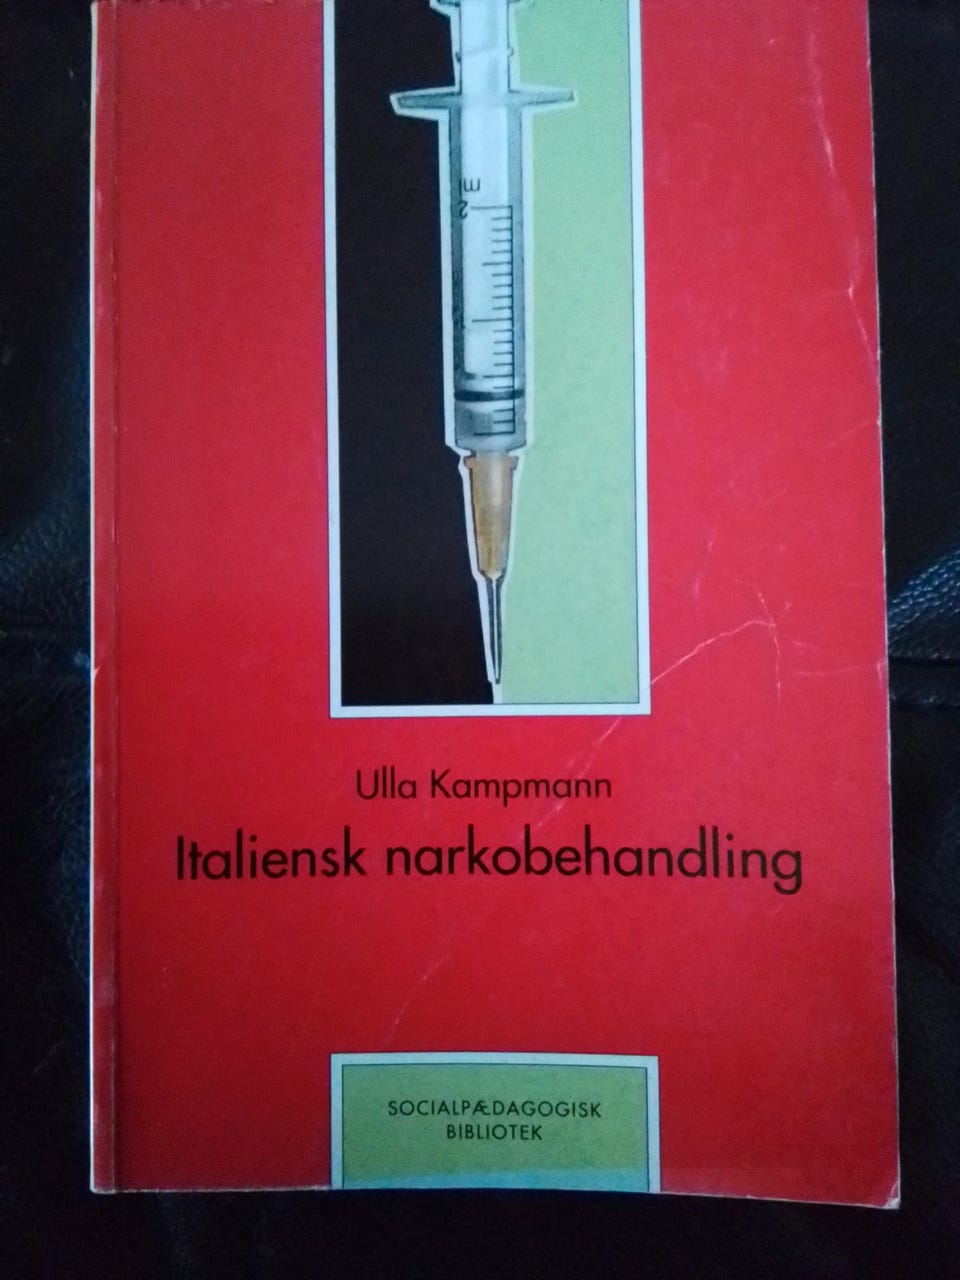 Ulla Kampmann
Italiensk narkobehandling
SOCIALPÆDAGOGISK
BIBLIOTEK